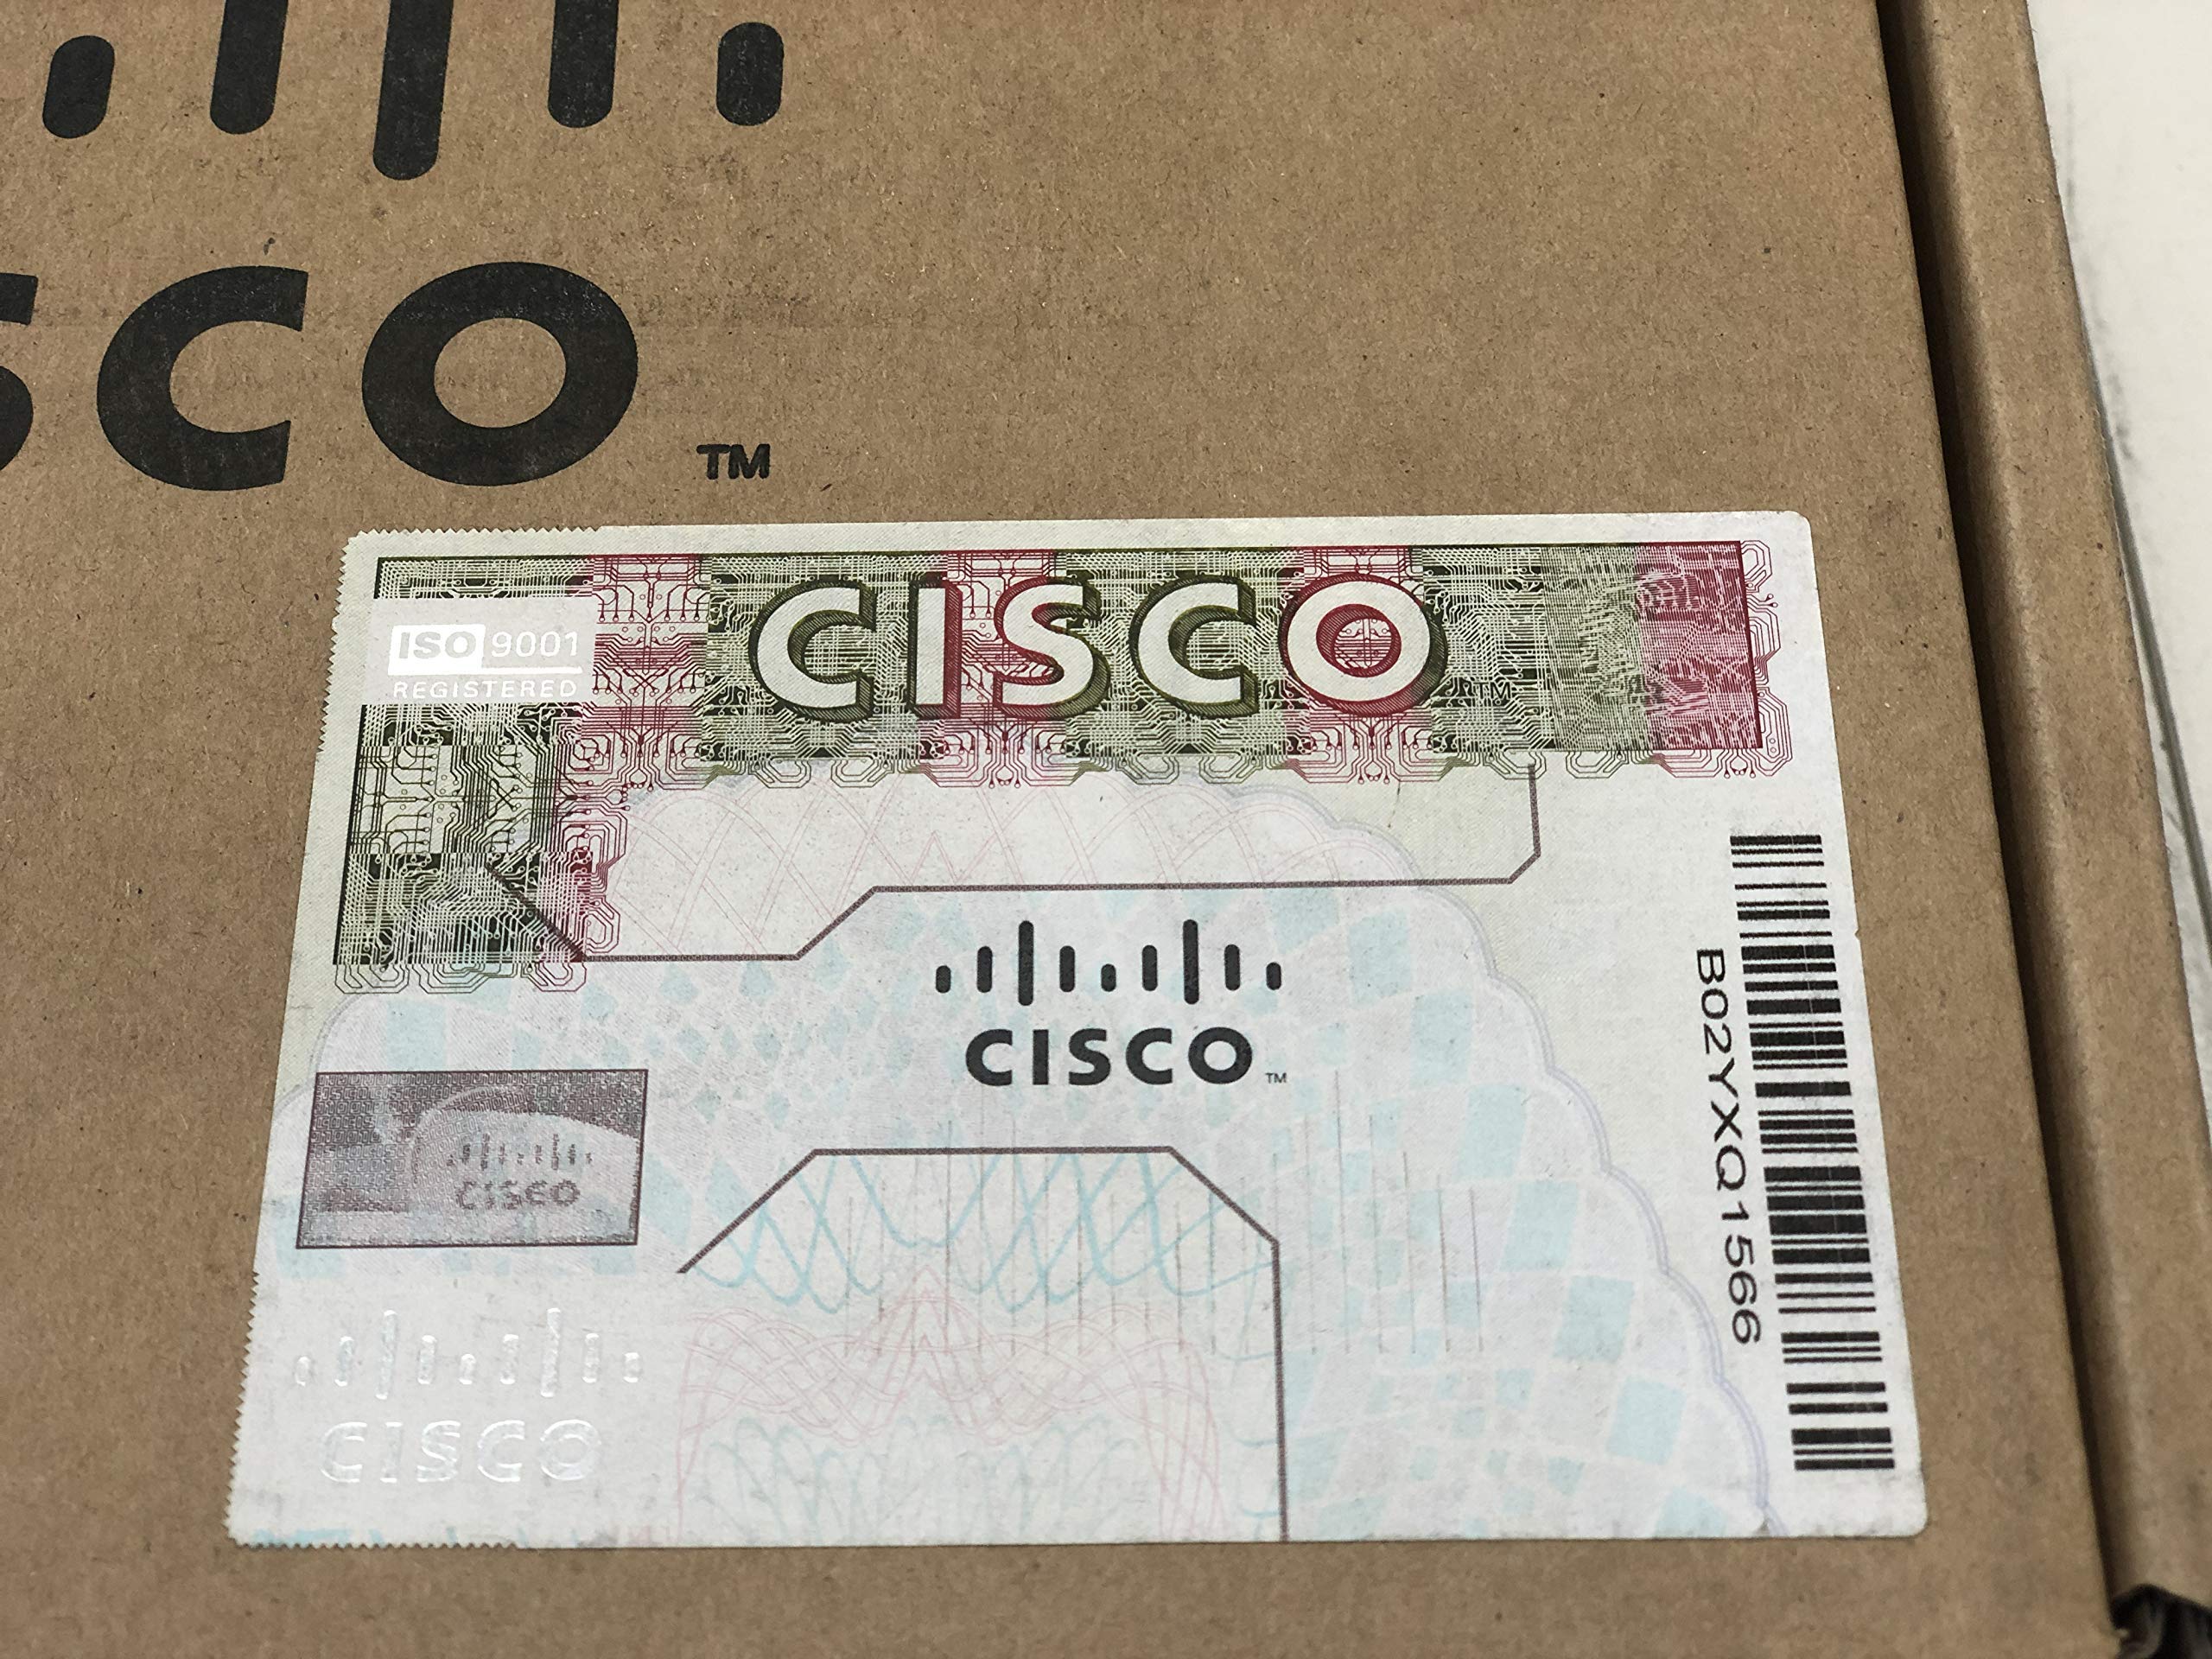 SCO
TM
ISO 9001
REGISTERED
CISCO TM
CISCO TM
B02YXQ1566
CISCO
CISCO